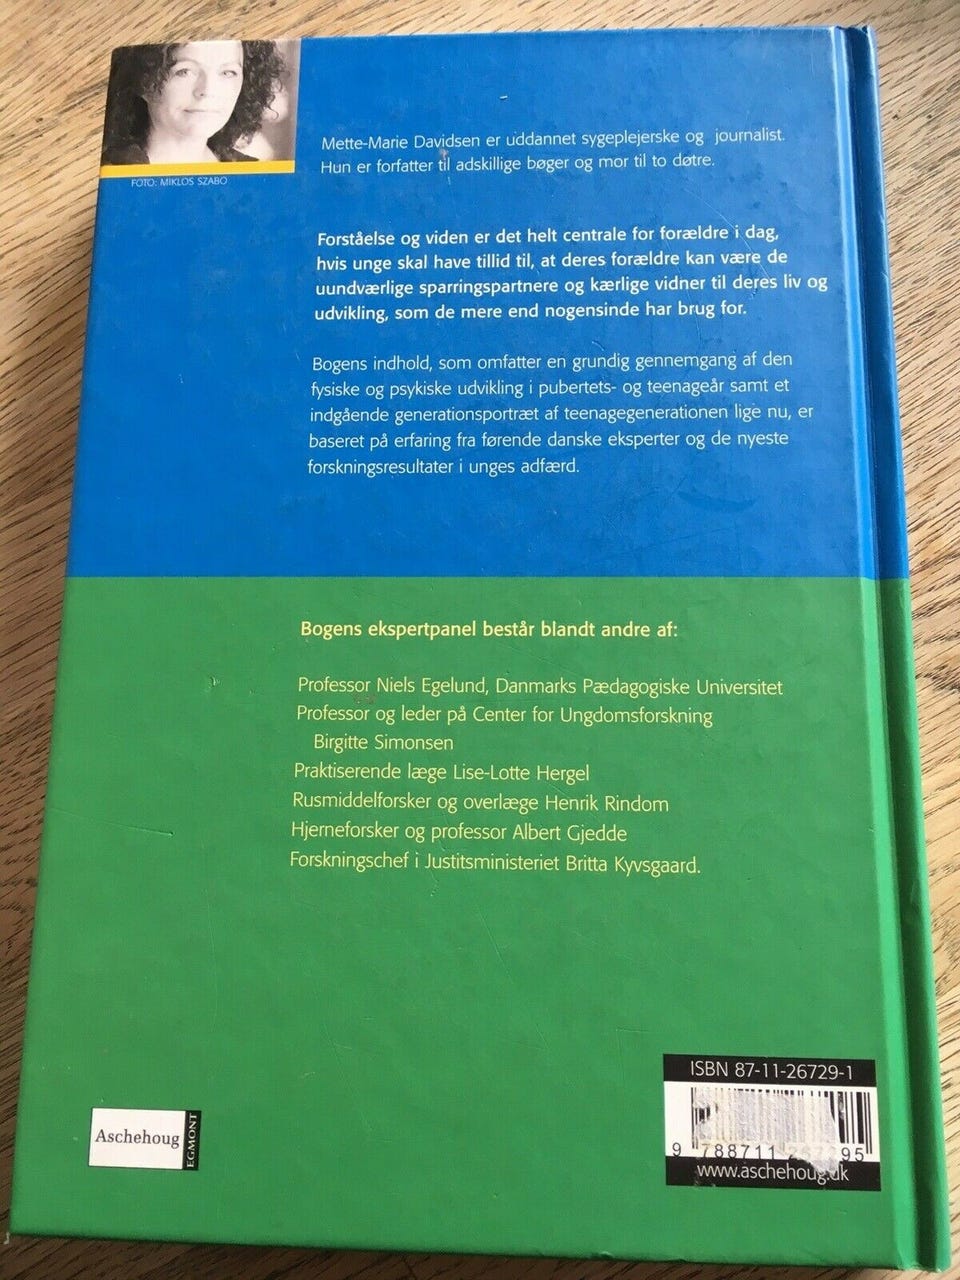 FOTO: MIKLOS SZABO
Mette-Marie Davidsen er uddannet sygeplejerske og journalist.
Hun er forfatter til adskillige bøger og mor til to døtre.
Forståelse og viden er det helt centrale for forældre i dag,
hvis unge skal have tillid til, at deres forældre kan være de
uundværlige sparringspartnere og kærlige vidner til deres liv og
udvikling, som de mere end nogensinde har brug for.
Bogens indhold, som omfatter en grundig gennemgang af den
fysiske og psykiske udvikling i pubertets- og teenageår samt et
indgående generationsportræt af teenagegenerationen lige nu, er
baseret på erfaring fra førende danske eksperter og de nyeste
forskningsresultater i unges adfærd.
Bogens ekspertpanel består blandt andre af:
Professor Niels Egelund, Danmarks Pædagogiske Universitet
Professor og leder på Center for Ungdomsforskning
Birgitte Simonsen
Praktiserende læge Lise-Lotte Hergel
Rusmiddelforsker og overlæge Henrik Rindom
Hjerneforsker og professor Albert Gjedde
Forskningschef i Justitsministeriet Britta Kyvsgaard.
Aschehoug
EGMONT
ISBN 87-11-26729-1
9 788711
www.aschehoug.dk